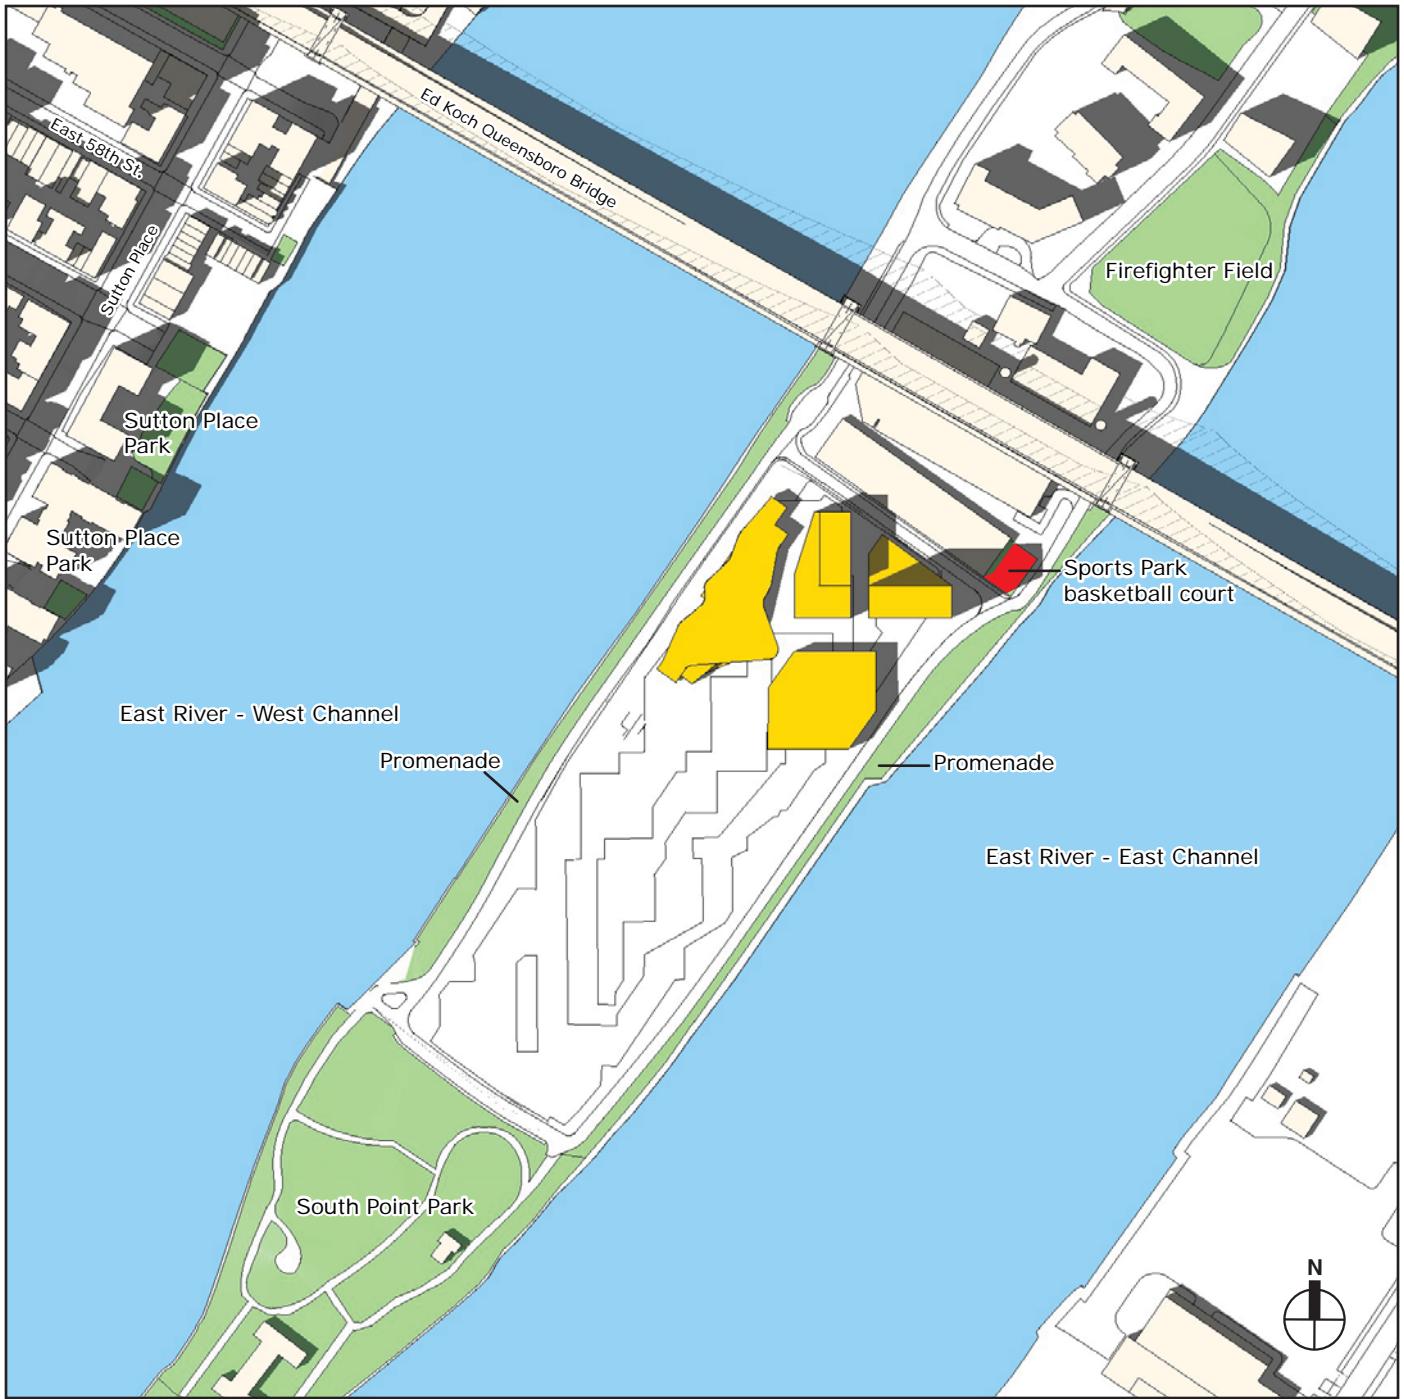 Ed Koch Queensboro Bridge
East 58th St.
Sutton Place
Firefighter Field
Sutton Place
Park
Sutton Place
Park
Sports Park
basketball court
East River - West Channel
Promenade
Promenade
East River - East Channel
South Point Park
N